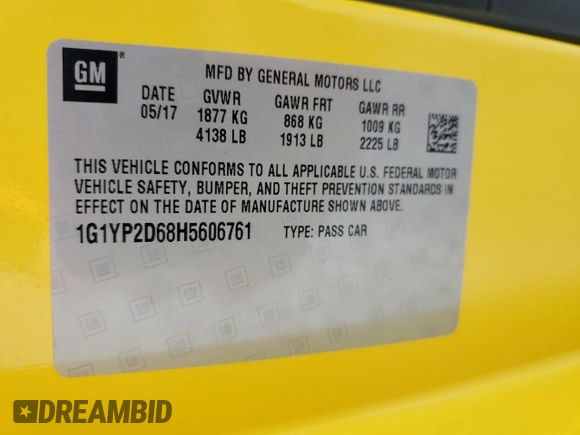 GM
MFD BY GENERAL MOTORS LLC
DATE GVWR GAWR FRT GAWR RR
05/17 1877 KG 868 KG 1009 KG
4138 LB 1913 LB 2225 LB
THIS VEHICLE CONFORMS TO ALL APPLICABLE U.S. FEDERAL MOTOR
VEHICLE SAFETY, BUMPER, AND THEFT PREVENTION STANDARDS IN
EFFECT ON THE DATE OF MANUFACTURE SHOWN ABOVE.
1G1YP2D68H5606761 TYPE: PASS CAR
DREAMBID